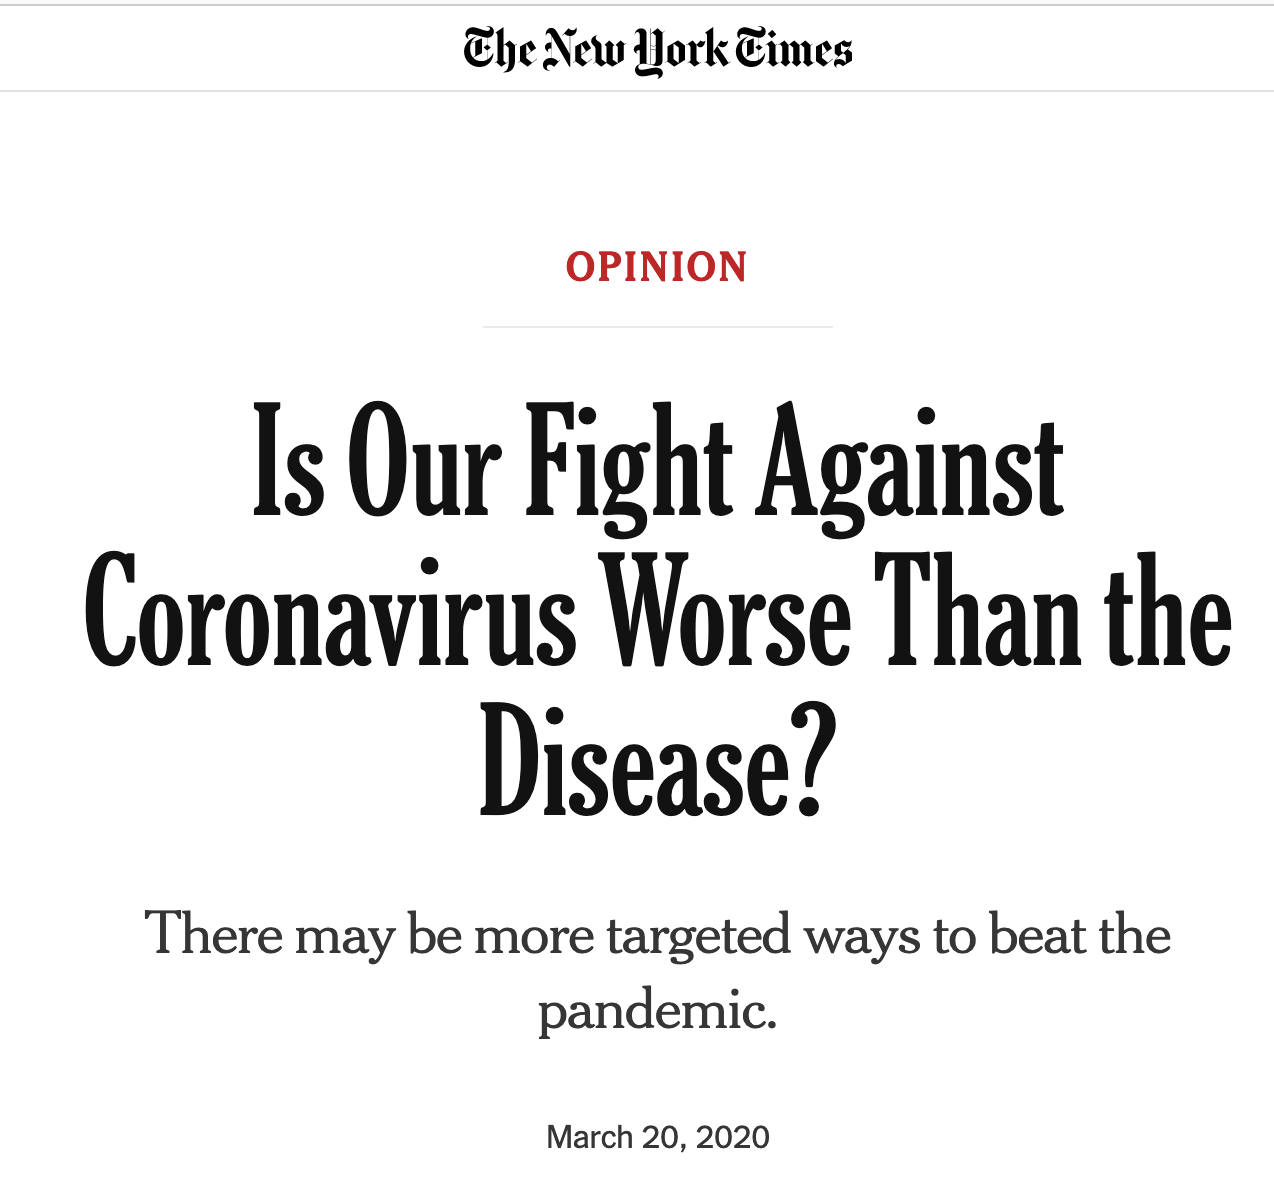 The New York Times
OPINION
Is Our Fight Against
Coronavirus Worse Than the
Disease?
There may be more targeted ways to beat the
pandemic.
March 20, 2020